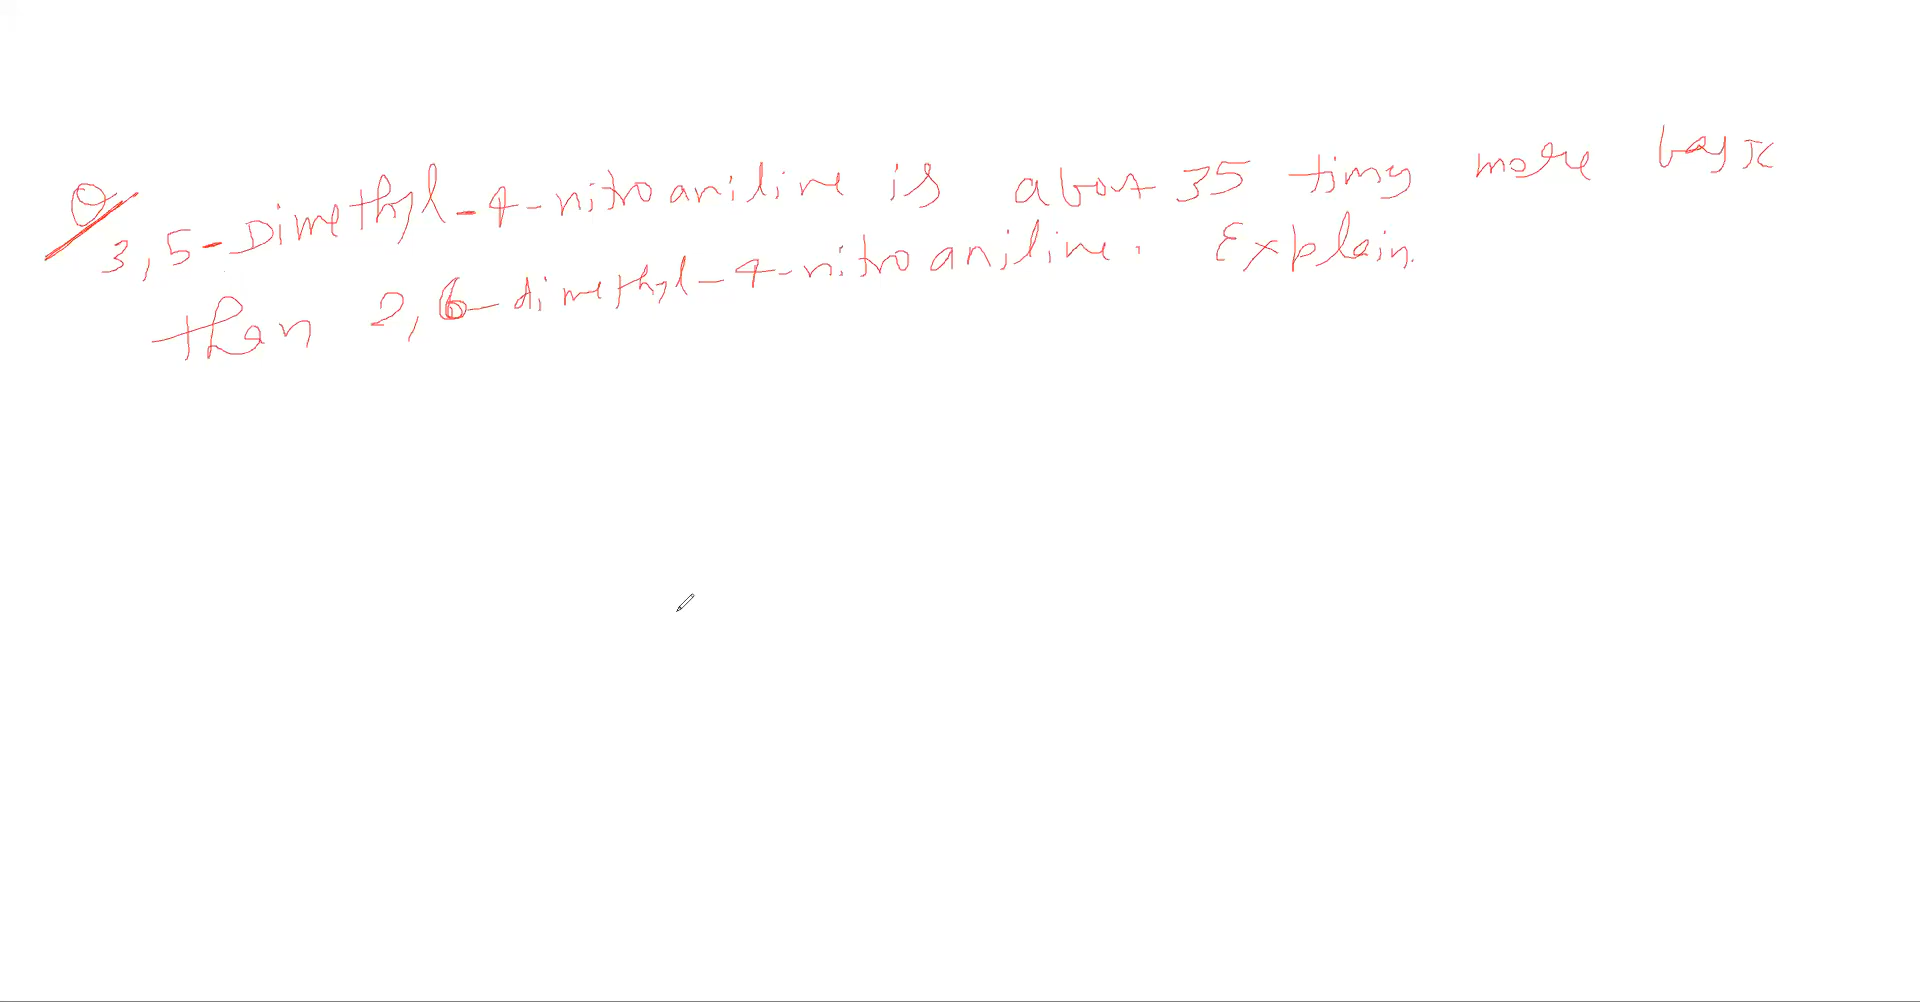 Q 3,5-Dimethyl-4-nitroaniline is about 35 times more basic
than 2,6-dimethyl-4-nitroaniline. Explain.